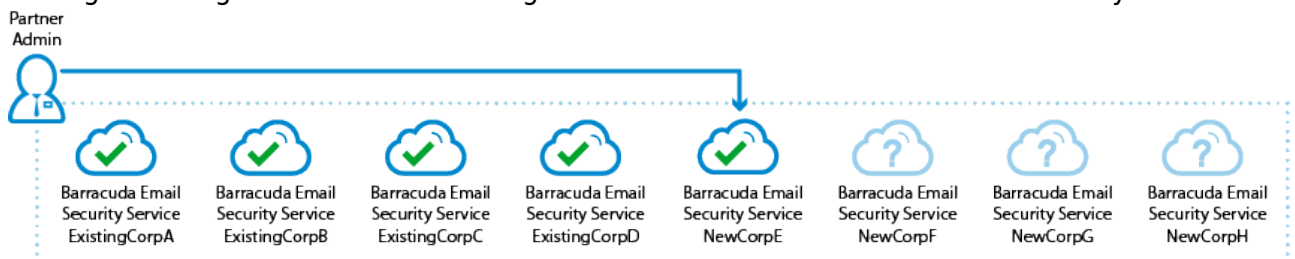 Partner
Admin
Barracuda Email
Security Service
ExistingCorpA
Barracuda Email
Security Service
ExistingCorpB
Barracuda Email
Security Service
ExistingCorpC
Barracuda Email
Security Service
ExistingCorpD
Barracuda Email
Security Service
NewCorpE
? 
Barracuda Email
Security Service
NewCorpF
?
Barracuda Email
Security Service
NewCorpG
?
Barracuda Email
Security Service
NewCorpH